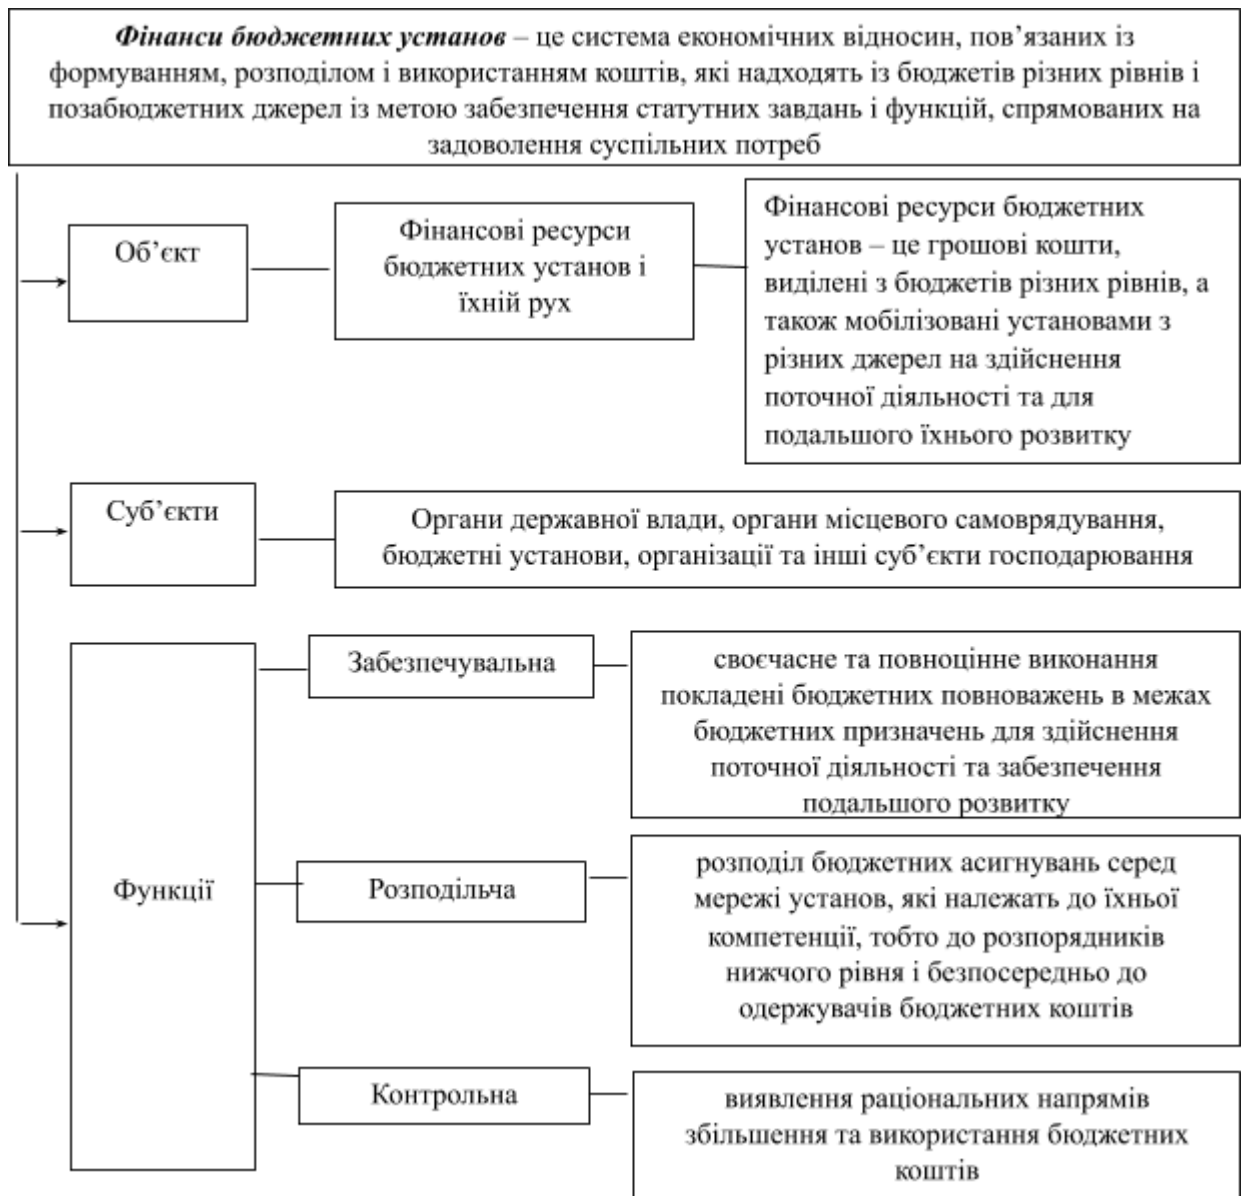 Фінанси бюджетних установ – це система економічних відносин, пов’язаних із
формуванням, розподілом і використанням коштів, які надходять із бюджетів різних рівнів і
позабюджетних джерел із метою забезпечення статутних завдань і функцій, спрямованих на
задоволення суспільних потреб
Об’єкт
Фінансові ресурси
бюджетних установ і
їхній рух
Фінансові ресурси бюджетних
установ – це грошові кошти,
виділені з бюджетів різних рівнів, а
також мобілізовані установами з
різних джерел на здійснення
поточної діяльності та для
подальшого їхнього розвитку
Суб’єкти
Органи державної влади, органи місцевого самоврядування,
бюджетні установи, організації та інші суб’єкти господарювання
Функції
Забезпечувальна
своєчасне та повноцінне виконання
покладені бюджетних повноважень в межах
бюджетних призначень для здійснення
поточної діяльності та забезпечення
подальшого розвитку
Розподільча
розподіл бюджетних асигнувань серед
мережі установ, які належать до їхньої
компетенції, тобто до розпорядників
нижчого рівня і безпосередньо до
одержувачів бюджетних коштів
Контрольна
виявлення раціональних напрямів
збільшення та використання бюджетних
коштів